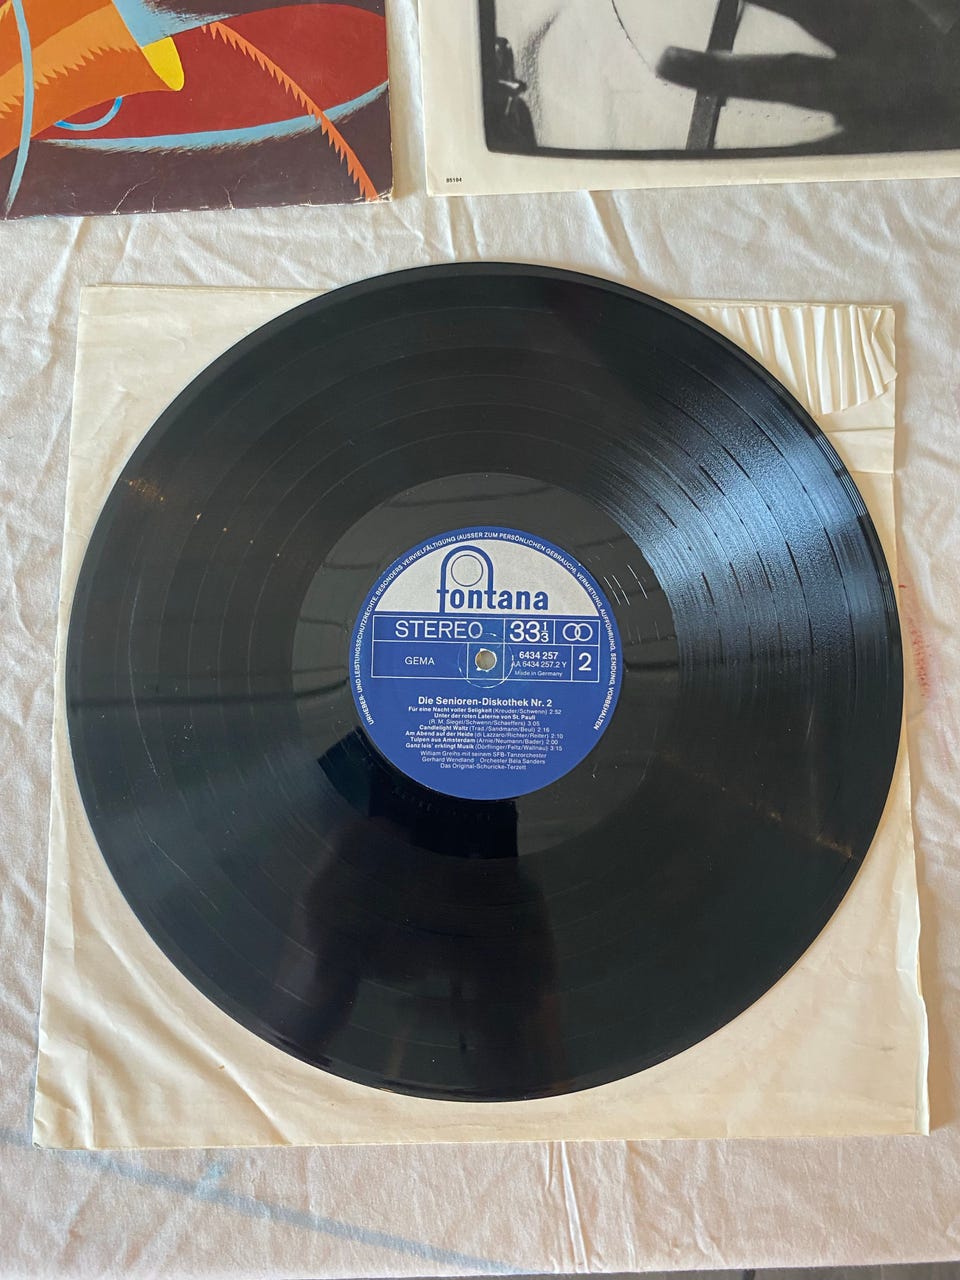 85184
URHEBER- UND LEISTUNGSSCHUTZRECHTE, BESONDERS VERVIELFÄLTIGUNG (AUSSER ZUM PERSÖNLICHEN GEBRAUCH), VERMIETUNG, AUFFÜHRUNG, SENDUNG, VORBEHALTEN
fontana
STEREO 33 1/3
GEMA
6434 257
AA 6434 257.2 Y
Made in Germany
2
Die Senioren-Diskothek Nr. 2
Für eine Nacht voller Seligkeit (Kreuder/Schwenn) 2:52
Unter der roten Laterne von St. Pauli
(R. M. Siegel/Schwenn/Schaeffers) 3:05
Candlelight Waltz (Trad./Sandmann/Beul) 2:16
Am Abend auf der Heide (di Lazzaro/Richter/Reiter) 2:10
Tulpen aus Amsterdam (Arnie/Neumann/Bader) 2:00
Ganz leis' erklingt Musik (Dörflinger/Feltz/Wallnau) 3:15
William Greihs mit seinem SFB-Tanzorchester
Gerhard Wendland Orchester Béla Sanders
Das Original-Schuricke-Terzett